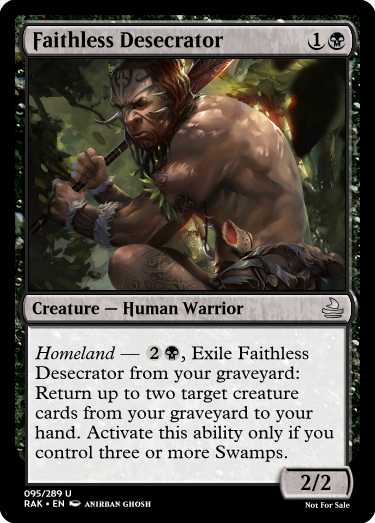 Faithless Desecrator 1
Creature — Human Warrior
Homeland — 2, Exile Faithless
Desecrator from your graveyard:
Return up to two target creature
cards from your graveyard to your
hand. Activate this ability only if you
control three or more Swamps.
2/2
095/289 U
RAK • EN ANIRBAN GHOSH
Not For Sale